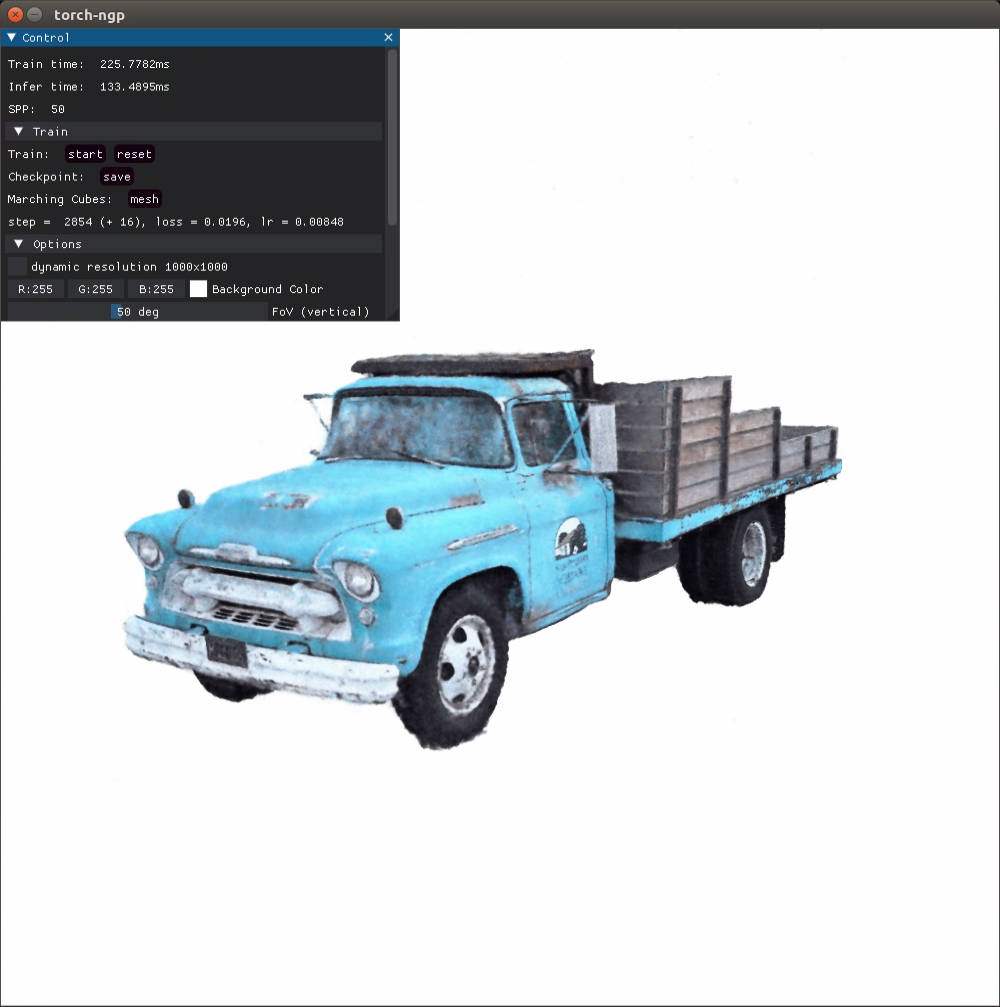 torch-ngp
Control
Train time: 225.7782ms
Infer time: 133.4895ms
SPP: 50
Train
Train: start reset
Checkpoint: save
Marching Cubes: mesh
step = 2854 (+ 16), loss = 0.0196, lr = 0.00848
Options
dynamic resolution 1000x1000
R:255 G:255 B:255 Background Color
50 deg FoV (vertical)